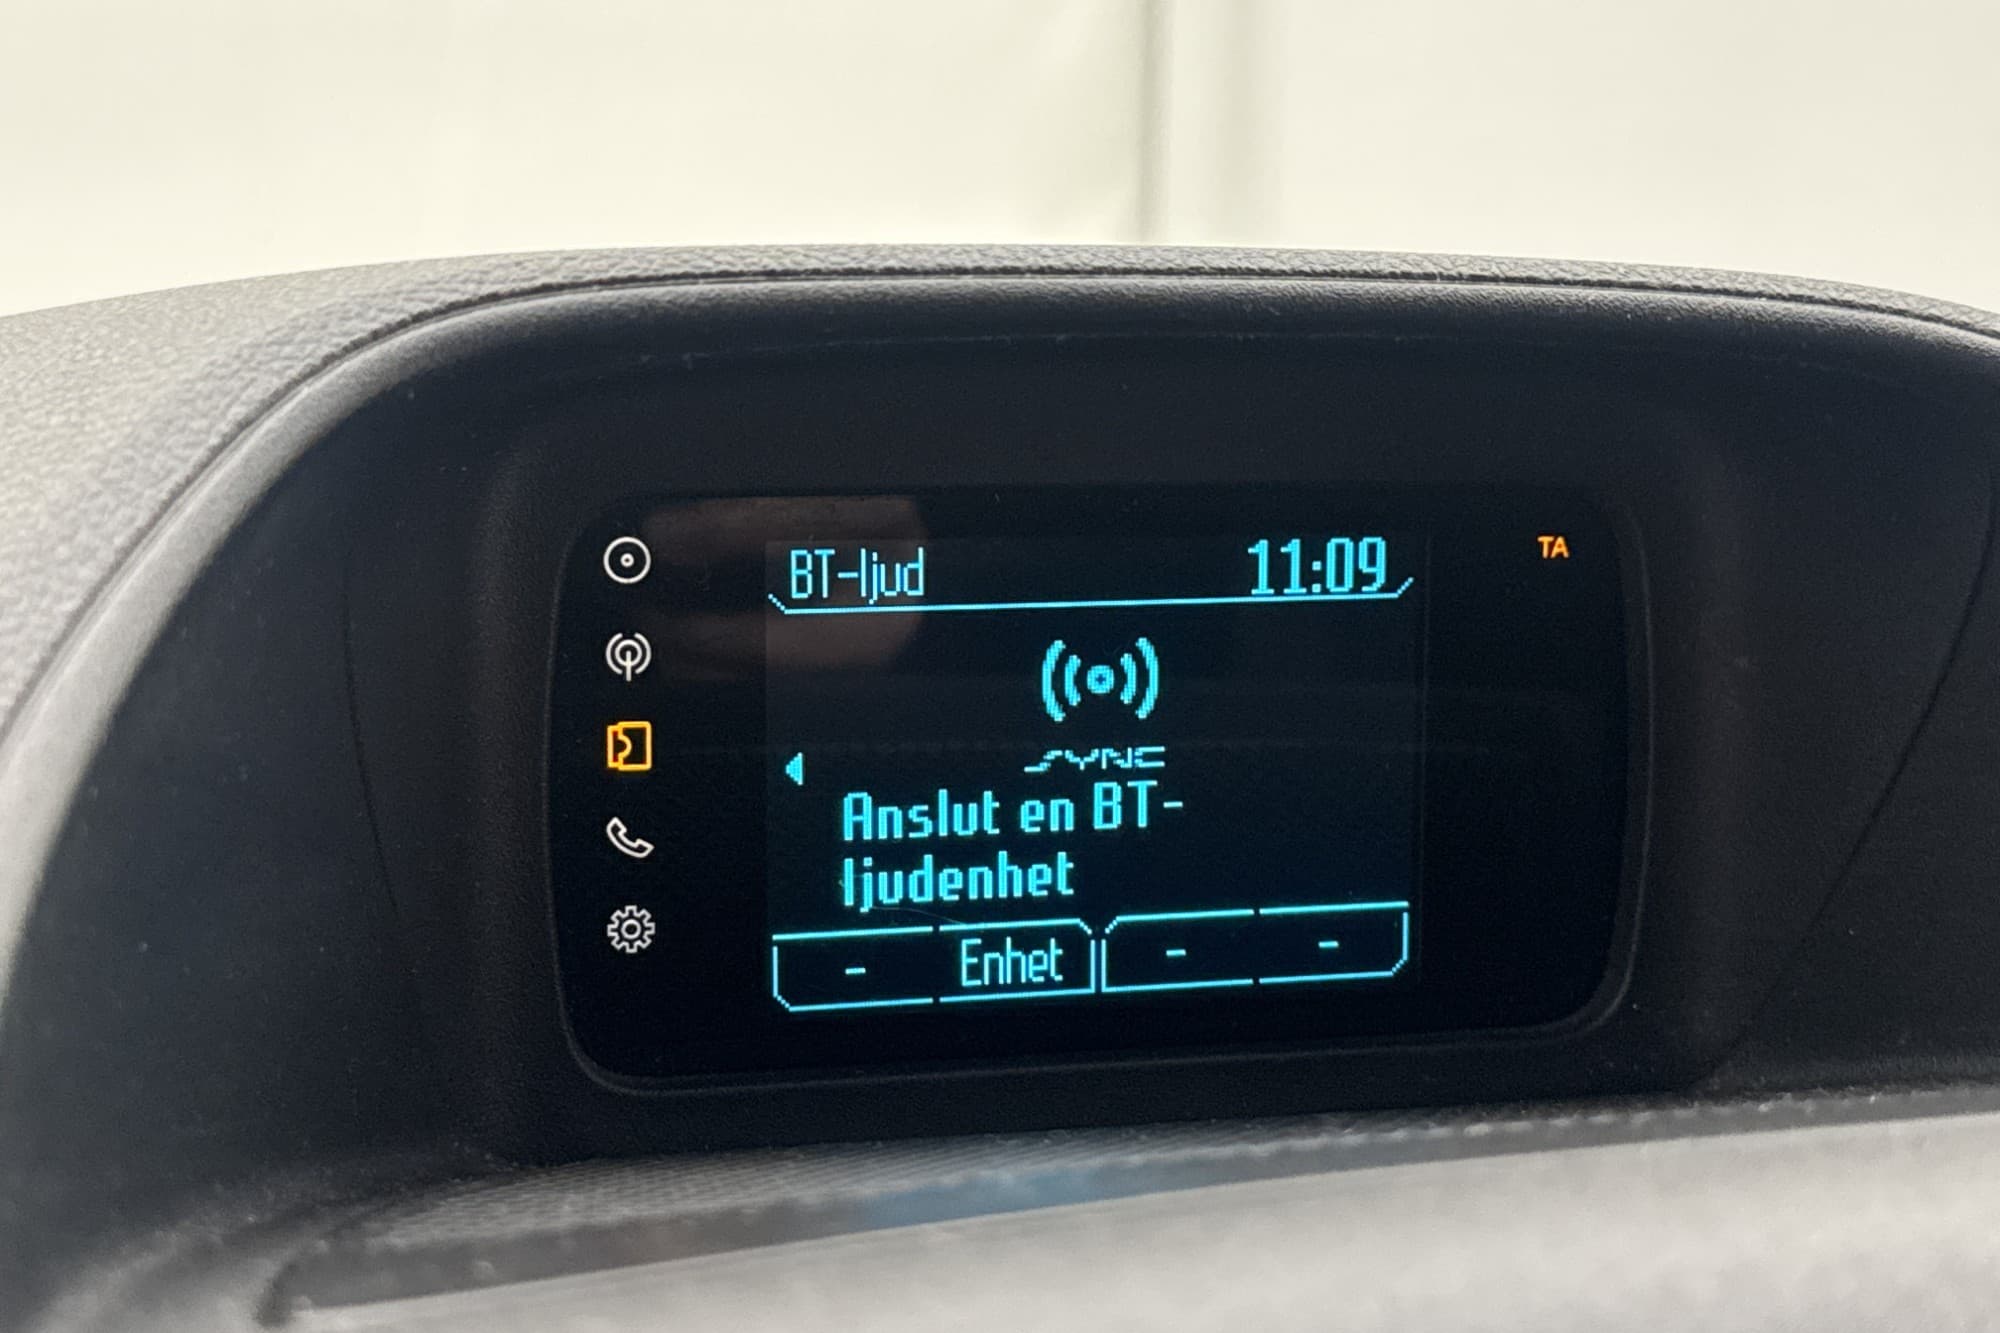 BT-ljud 11:09 TA
SYNC
Anslut en BT-
ljudenhet
- Enhet - -